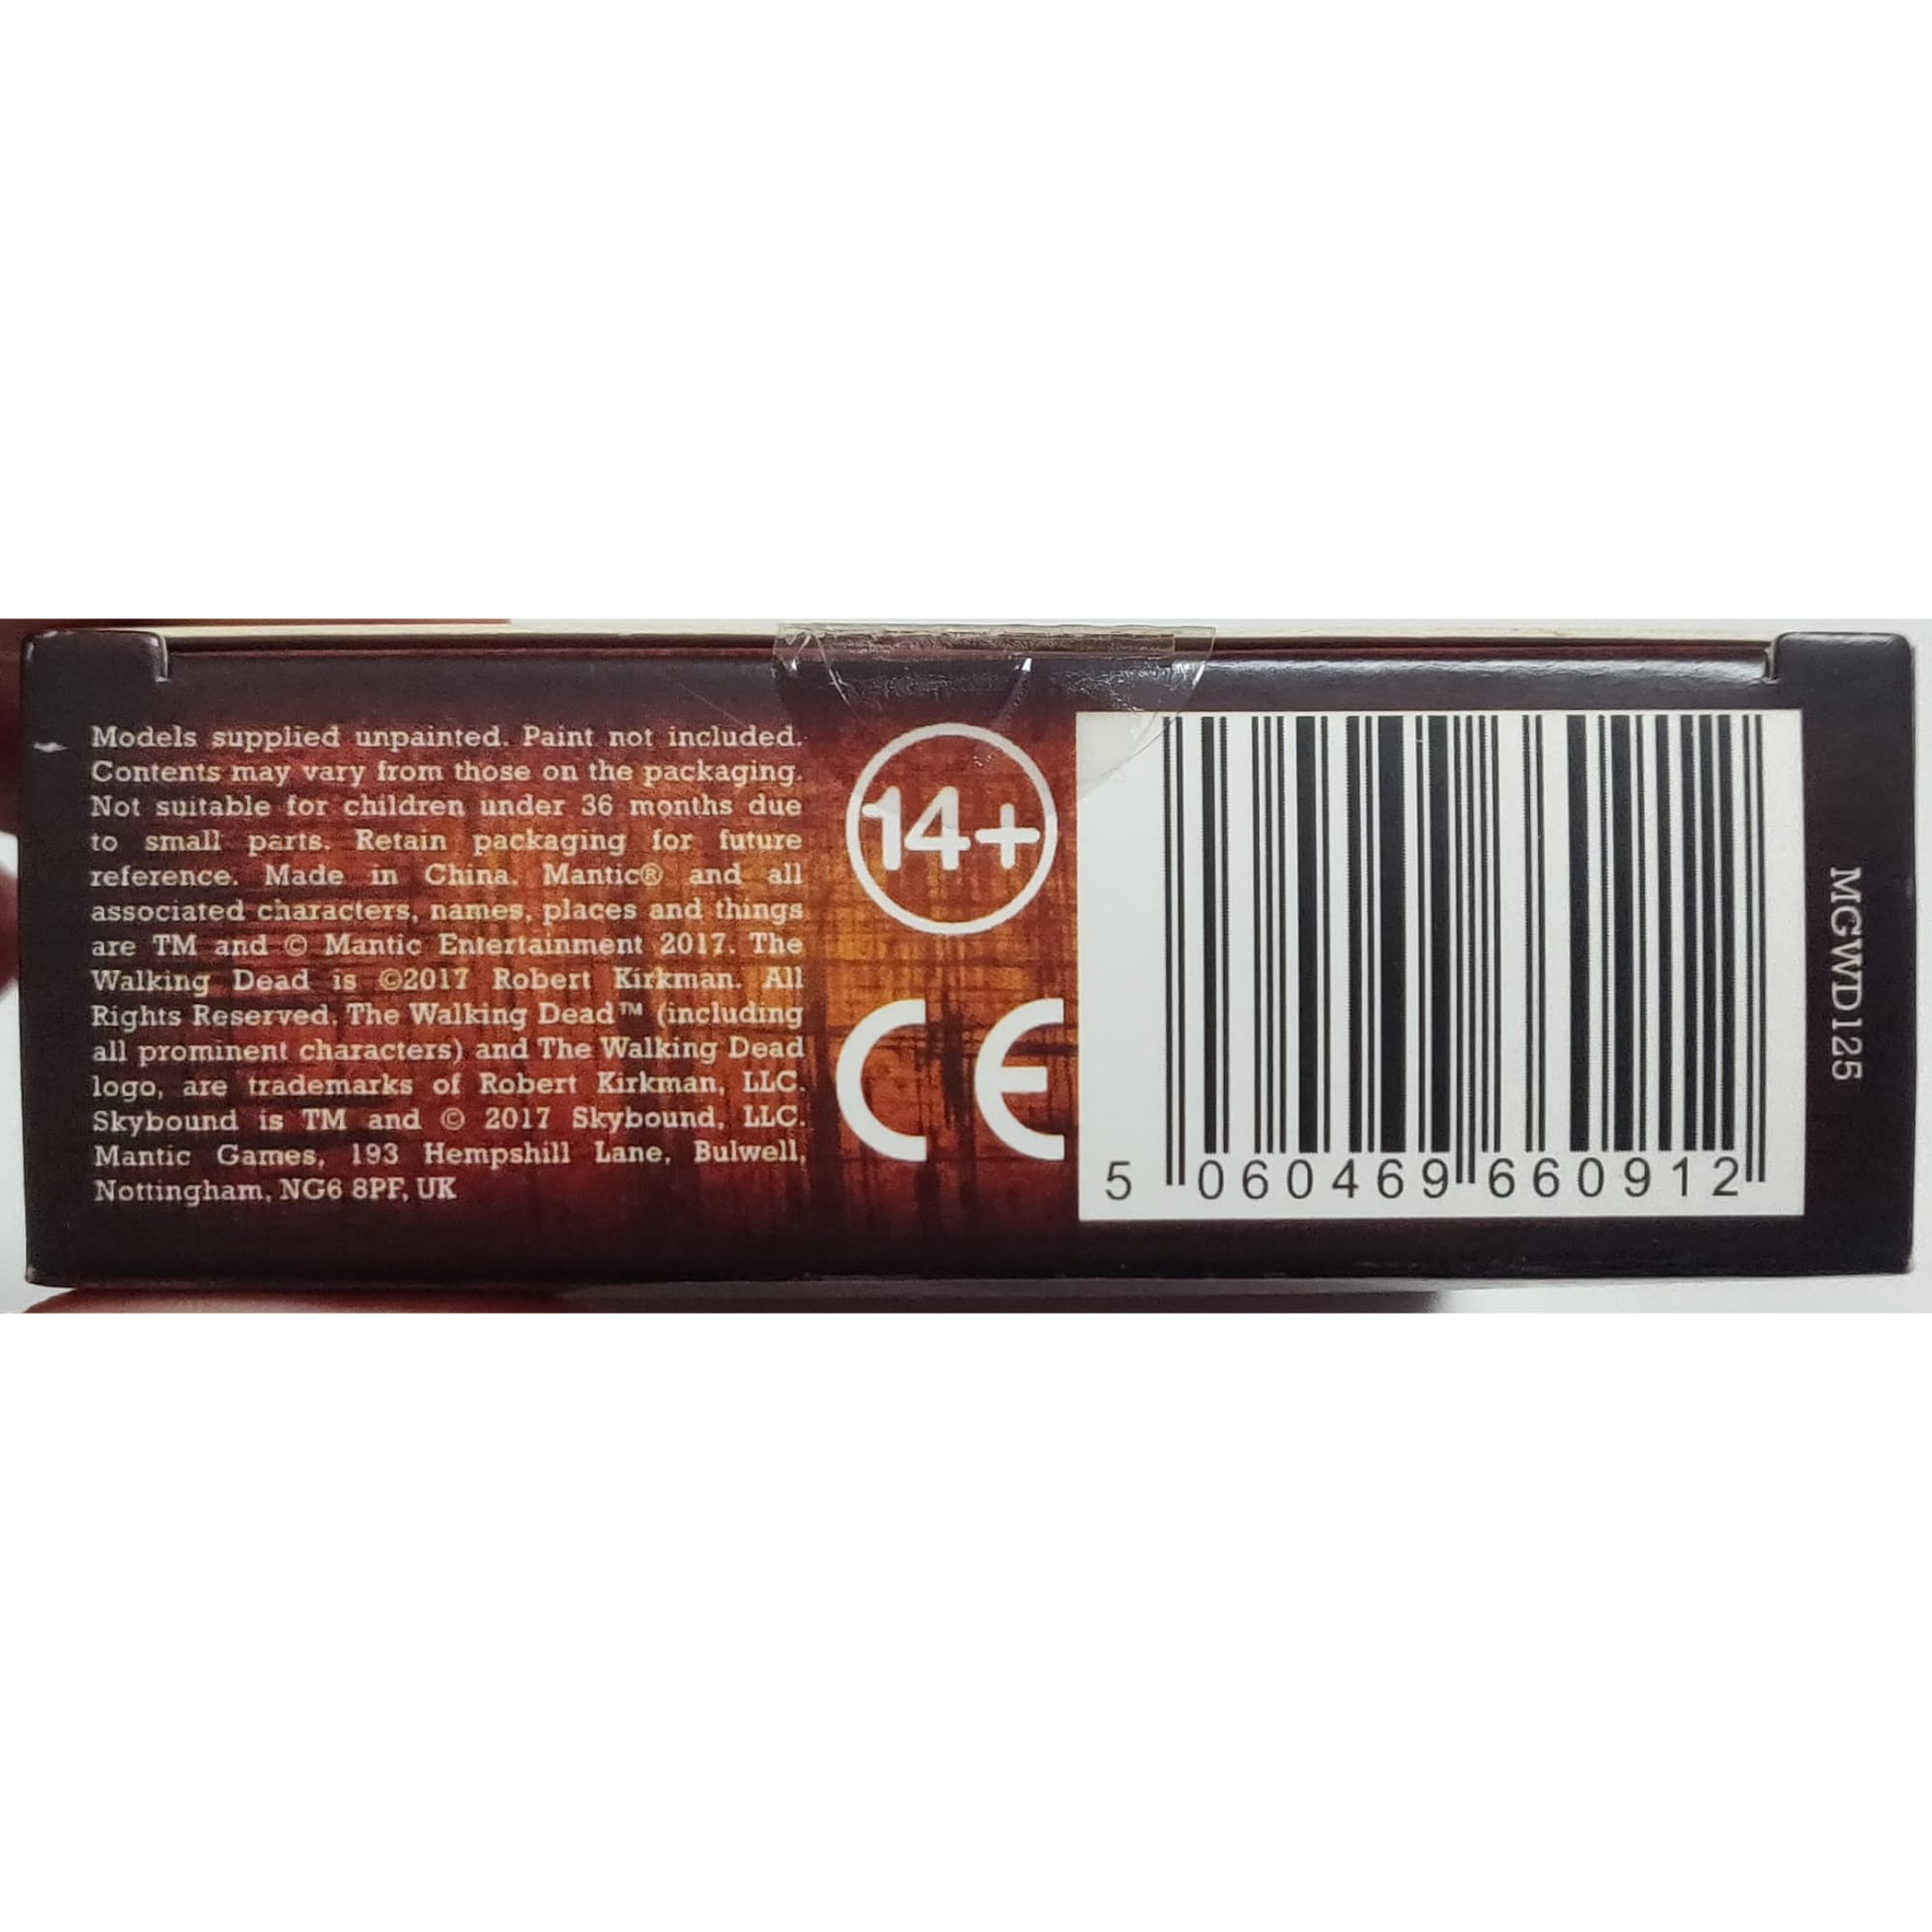 Models supplied unpainted. Paint not included.
Contents may vary from those on the packaging.
Not suitable for children under 36 months due
to small parts. Retain packaging for future
reference. Made in China. Mantic® and all
associated characters, names, places and things
are TM and © Mantic Entertainment 2017. The
Walking Dead is ©2017 Robert Kirkman. All
Rights Reserved. The Walking Dead™ (including
all prominent characters) and The Walking Dead
logo, are trademarks of Robert Kirkman, LLC.
Skybound is TM and © 2017 Skybound, LLC.
Mantic Games, 193 Hempshill Lane, Bulwell,
Nottingham, NG6 8PF, UK
14+
CE
5 060469 660912
MGWD125